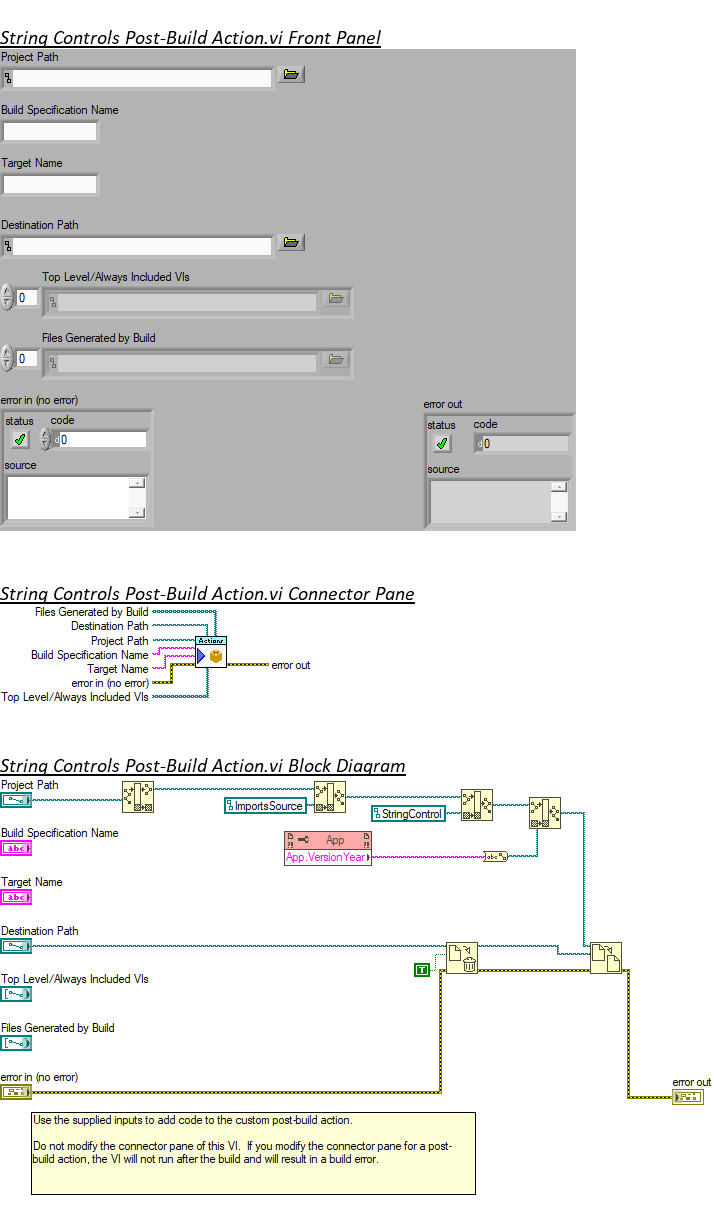 String Controls Post-Build Action.vi Front Panel
Project Path
Build Specification Name
Target Name
Destination Path
Top Level/Always Included VIs
0
Files Generated by Build
0
error in (no error)
status code
d0
source
error out
status code
d0
source
String Controls Post-Build Action.vi Connector Pane
Files Generated by Build
Destination Path
Project Path
Build Specification Name
Target Name
error in (no error)
Top Level/Always Included VIs
Actions
error out
String Controls Post-Build Action.vi Block Diagram
Project Path
ImportsSource
StringControl
Build Specification Name
abc
App
App.VersionYear
abc
Target Name
abc
Destination Path
T
Top Level/Always Included VIs
Files Generated by Build
error in (no error)
error out
Use the supplied inputs to add code to the custom post-build action.
Do not modify the connector pane of this VI. If you modify the connector pane for a post-
build action, the VI will not run after the build and will result in a build error.